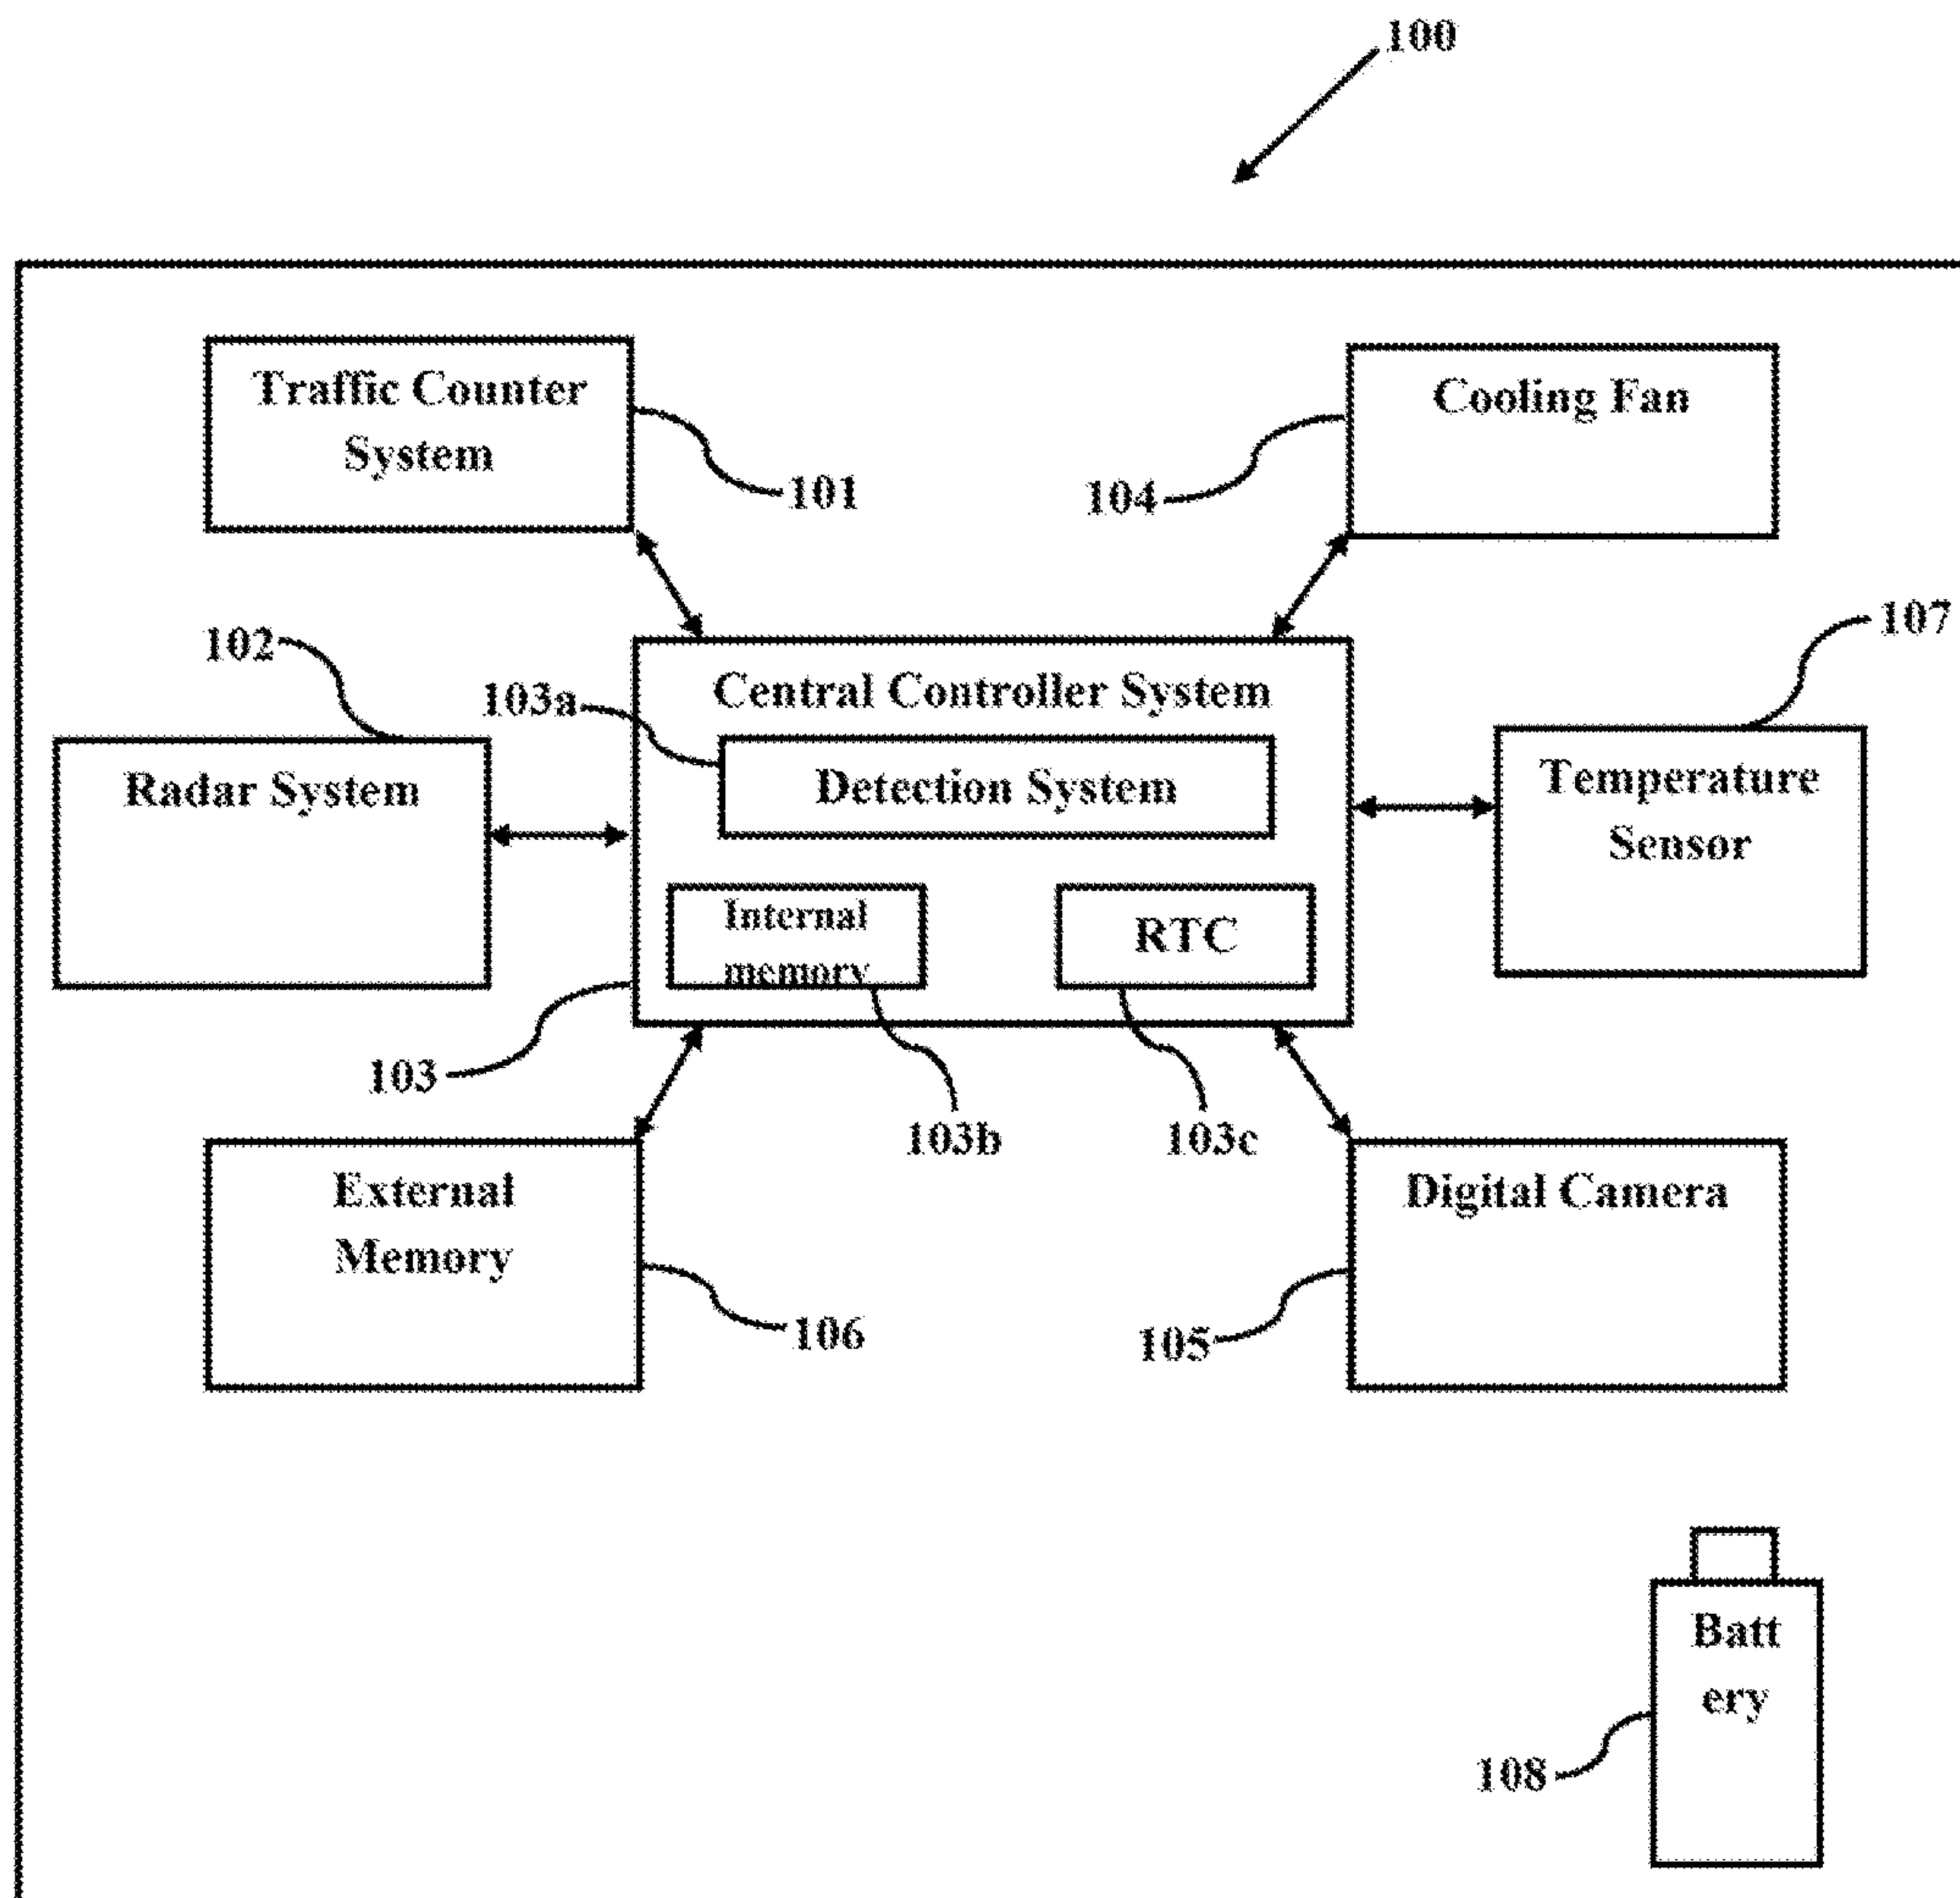 100
Traffic Counter
System
101
Cooling Fan
104
102
107
Central Controller System
103a
Detection System
Radar System
Temperature
Sensor
Internal
memory
RTC
103
103b
103c
External
Memory
106
Digital Camera
105
Batt
ery
108